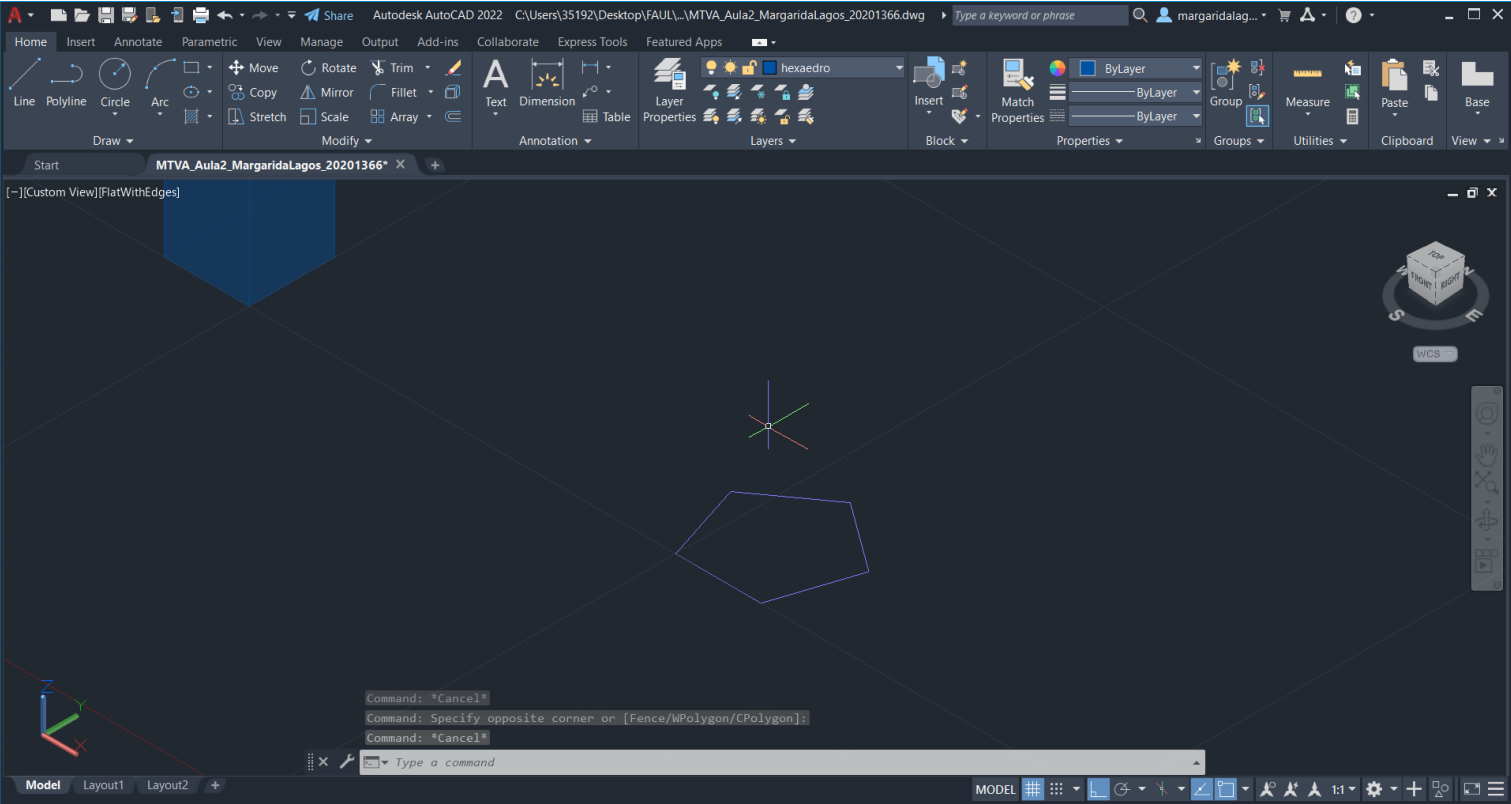 Share Autodesk AutoCAD 2022 C:\Users\35192\Desktop\FAUL\...\MTVA_Aula2_MargaridaLagos_20201366.dwg Type a keyword or phrase margaridalag...
Home Insert Annotate Parametric View Manage Output Add-ins Collaborate Express Tools Featured Apps
Move Rotate Trim hexaedro ByLayer
Copy Mirror Fillet ByLayer
Line Polyline Circle Arc Text Dimension Layer Insert Match Group Measure Paste Base
Stretch Scale Array Table Properties Properties ByLayer
Draw Modify Annotation Layers Block Properties Groups Utilities Clipboard View
Start MTVA_Aula2_MargaridaLagos_20201366*
[−][Custom View][FlatWithEdges]
TOP
W N
FRONT RIGHT
S E
WCS
Z
Y
X
Command: *Cancel*
Command: Specify opposite corner or [Fence/WPolygon/CPolygon]:
Command: *Cancel*
Type a command
Model Layout1 Layout2 MODEL 1:1